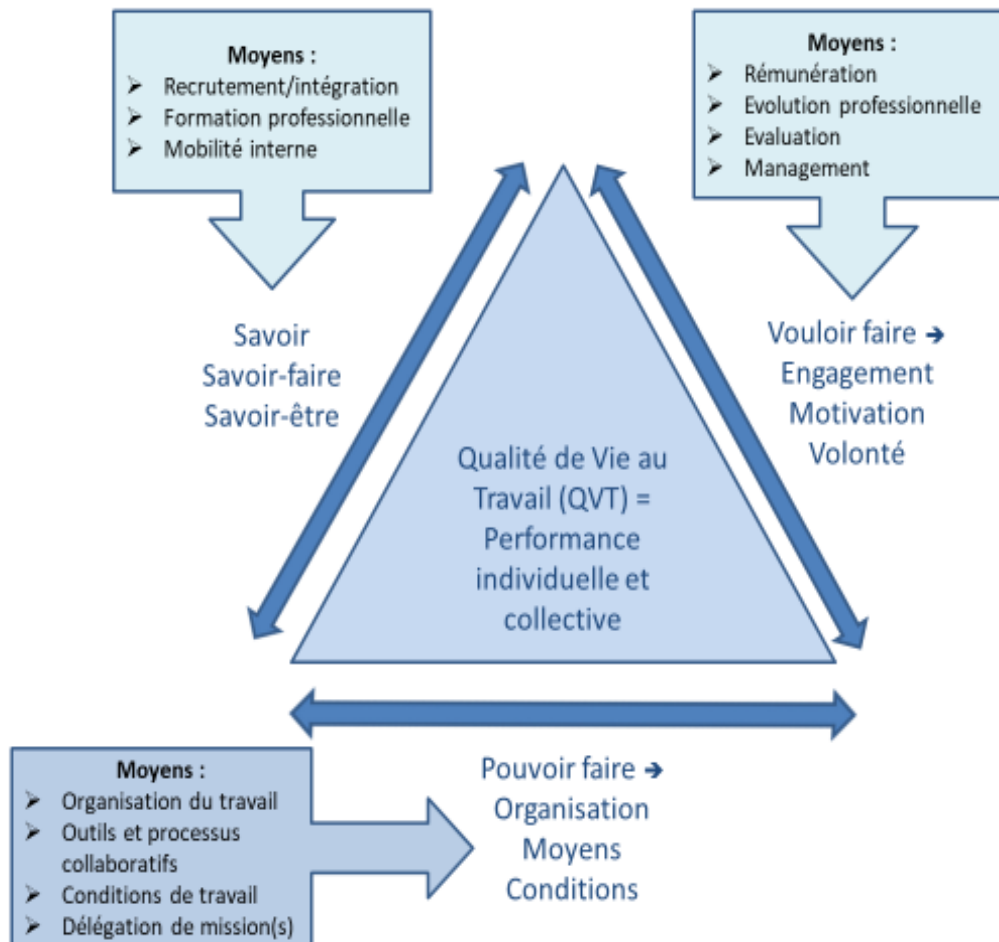 Moyens :
➢ Recrutement/intégration
➢ Formation professionnelle
➢ Mobilité interne
Moyens :
➢ Rémunération
➢ Evolution professionnelle
➢ Evaluation
➢ Management
Savoir
Savoir-faire
Savoir-être
Vouloir faire →
Engagement
Motivation
Volonté
Qualité de Vie au
Travail (QVT) =
Performance
individuelle et
collective
Moyens :
➢ Organisation du travail
➢ Outils et processus
collaboratifs
➢ Conditions de travail
➢ Délégation de mission(s)
Pouvoir faire →
Organisation
Moyens
Conditions